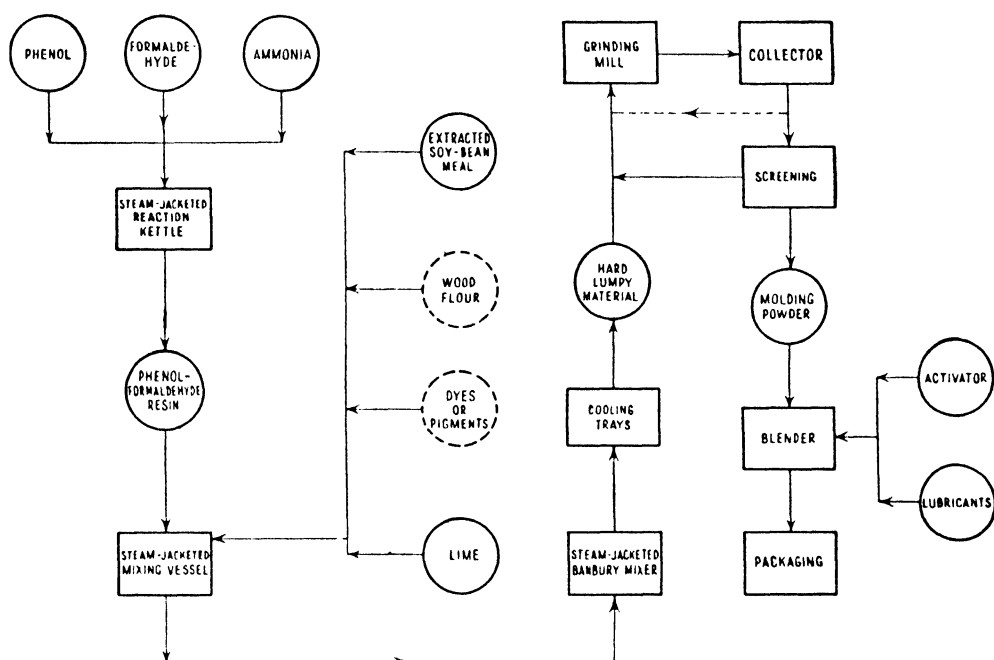 PHENOL
FORMALDE-
HYDE
AMMONIA
STEAM-JACKETED
REACTION
KETTLE
PHENOL-
FORMALDEHYDE
RESIN
STEAM-JACKETED
MIXING VESSEL
EXTRACTED
SOY-BEAN
MEAL
WOOD
FLOUR
DYES
OR
PIGMENTS
LIME
GRINDING
MILL
COLLECTOR
SCREENING
HARD
LUMPY
MATERIAL
MOLDING
POWDER
COOLING
TRAYS
BLENDER
ACTIVATOR
LUBRICANTS
STEAM-JACKETED
BANBURY MIXER
PACKAGING